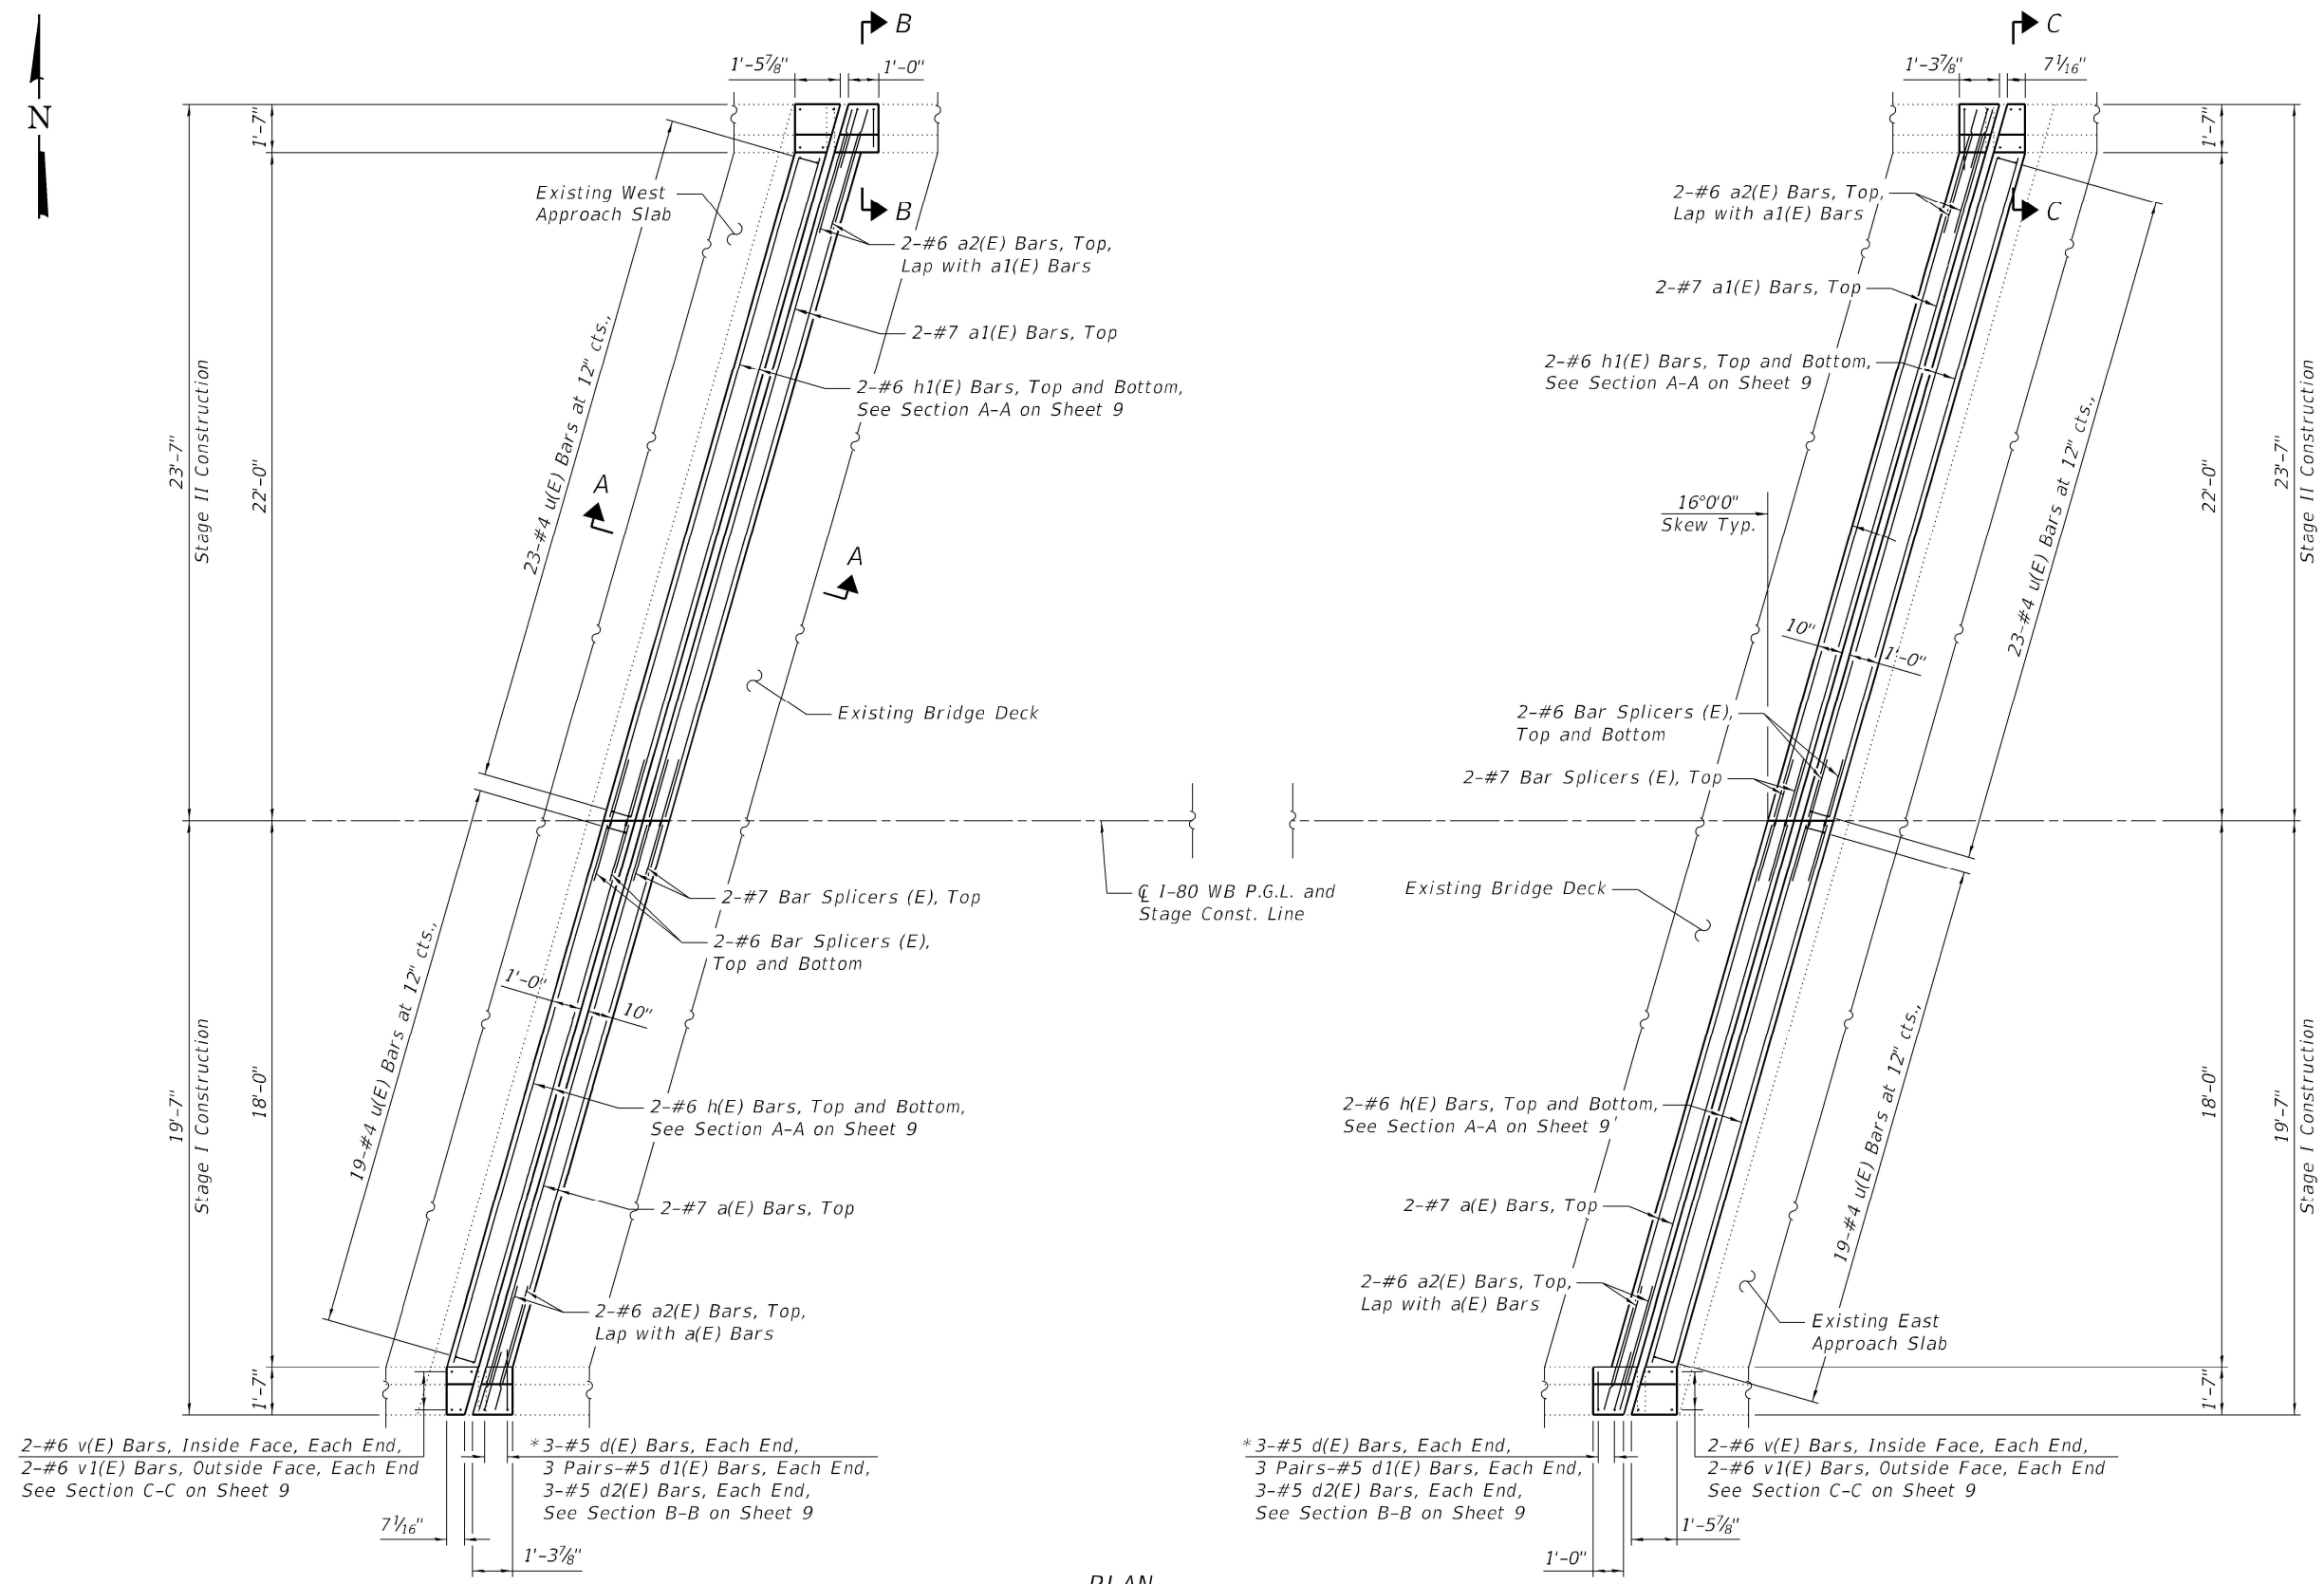 N
B
1'-5⅞"
1'-0"
1'-7"
Existing West
Approach Slab
B
2-#6 a2(E) Bars, Top,
Lap with a1(E) Bars
2-#7 a1(E) Bars, Top
2-#6 h1(E) Bars, Top and Bottom,
See Section A-A on Sheet 9
23-#4 u(E) Bars at 12" cts.,
23'-7"
Stage II Construction
22'-0"
A
A
Existing Bridge Deck
2-#7 Bar Splicers (E), Top
2-#6 Bar Splicers (E),
Top and Bottom
1'-0"
10"
19-#4 u(E) Bars at 12" cts.,
19'-7"
Stage I Construction
18'-0"
2-#6 h(E) Bars, Top and Bottom,
See Section A-A on Sheet 9
2-#7 a(E) Bars, Top
2-#6 a2(E) Bars, Top,
Lap with a(E) Bars
1'-7"
2-#6 v(E) Bars, Inside Face, Each End,
2-#6 v1(E) Bars, Outside Face, Each End
See Section C-C on Sheet 9
*3-#5 d(E) Bars, Each End,
3 Pairs-#5 d1(E) Bars, Each End,
3-#5 d2(E) Bars, Each End,
See Section B-B on Sheet 9
7 1/16"
1'-3⅞"
℄ I-80 WB P.G.L. and
Stage Const. Line
C
1'-3⅞"
7 1/16"
1'-7"
2-#6 a2(E) Bars, Top,
Lap with a1(E) Bars
C
2-#7 a1(E) Bars, Top
2-#6 h1(E) Bars, Top and Bottom,
See Section A-A on Sheet 9
23-#4 u(E) Bars at 12" cts.,
22'-0"
23'-7"
Stage II Construction
16°0'0"
Skew Typ.
10"
1'-0"
2-#6 Bar Splicers (E),
Top and Bottom
2-#7 Bar Splicers (E), Top
Existing Bridge Deck
2-#6 h(E) Bars, Top and Bottom,
See Section A-A on Sheet 9
19-#4 u(E) Bars at 12" cts.,
18'-0"
19'-7"
Stage I Construction
2-#7 a(E) Bars, Top
2-#6 a2(E) Bars, Top,
Lap with a(E) Bars
Existing East
Approach Slab
1'-7"
*3-#5 d(E) Bars, Each End,
3 Pairs-#5 d1(E) Bars, Each End,
3-#5 d2(E) Bars, Each End,
See Section B-B on Sheet 9
2-#6 v(E) Bars, Inside Face, Each End,
2-#6 v1(E) Bars, Outside Face, Each End
See Section C-C on Sheet 9
1'-5⅞"
1'-0"
PLAN